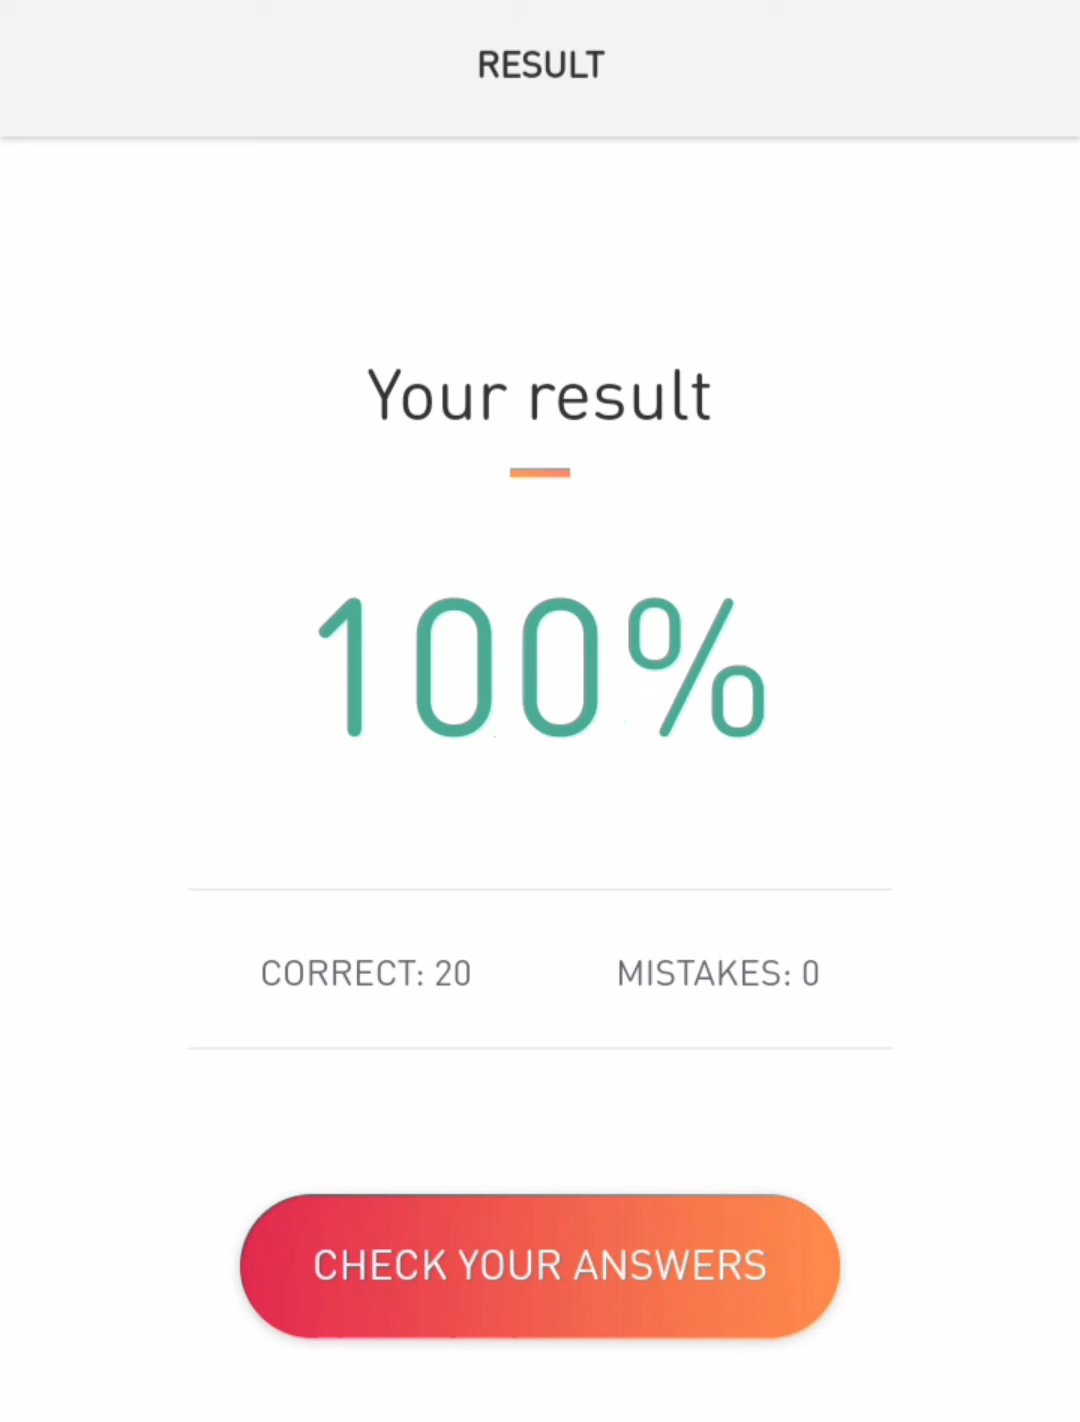 RESULT
Your result
100%
CORRECT: 20 MISTAKES: 0
CHECK YOUR ANSWERS